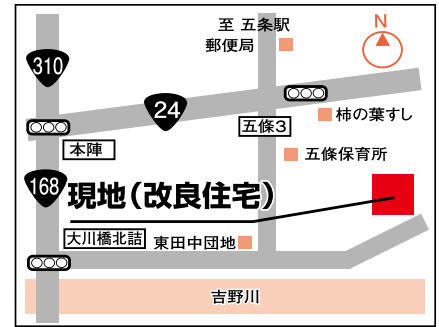 至 五条駅
郵便局
N
310
24
五條3
柿の葉すし
本陣
五條保育所
168
現地(改良住宅)
大川橋北詰
東田中団地
吉野川